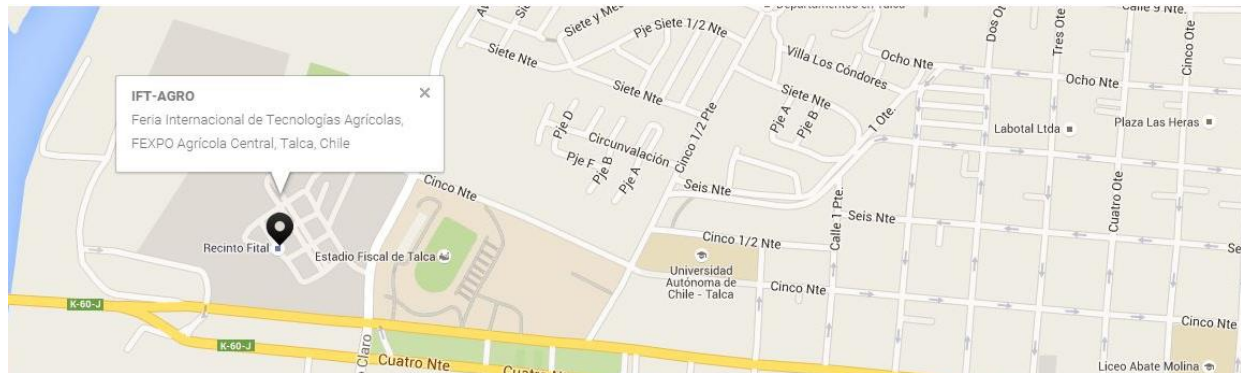 Departamentos en Talca
Calle 9 Nte.
Siete Nte
Siete y
Pje Siete 1/2 Nte
Villa Los Cóndores
Ocho Nte
Dos Ote
Tres Ote
Cinco Ote
Ocho Nte
IFT-AGRO
Feria Internacional de Tecnologías Agrícolas,
FEXPO Agrícola Central, Talca, Chile
Siete Nte
Siete Nte
Pje A
Pje B
1 Ote.
Labotal Ltda
Plaza Las Heras
Pje D
Circunvalación
Cinco 1/2 Pte
Pje F
Pje B
Pje A
Cinco Nte
Seis Nte
Calle 1 Pte.
Cuatro Ote
Seis Nte
Recinto Fital
Estadio Fiscal de Talca
Cinco 1/2 Nte
Universidad
Autónoma de
Chile - Talca
Cinco Nte
Cinco Nte
K-60-J
K-60-J
Claro
Cuatro Nte
Liceo Abate Molina